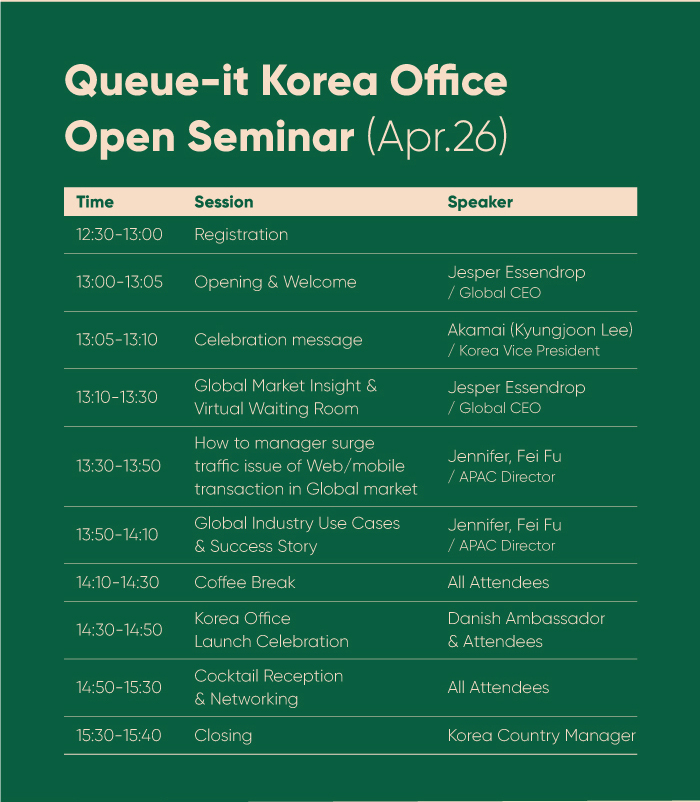 Queue-it Korea Office
Open Seminar (Apr.26)
Time Session Speaker
12:30-13:00 Registration
13:00-13:05 Opening & Welcome Jesper Essendrop
/ Global CEO
13:05-13:10 Celebration message Akamai (Kyungjoon Lee)
/ Korea Vice President
13:10-13:30 Global Market Insight & Jesper Essendrop
Virtual Waiting Room / Global CEO
How to manager surge
13:30-13:50 traffic issue of Web/mobile Jennifer, Fei Fu
transaction in Global market / APAC Director
13:50-14:10 Global Industry Use Cases Jennifer, Fei Fu
& Success Story / APAC Director
14:10-14:30 Coffee Break All Attendees
14:30-14:50 Korea Office Danish Ambassador
Launch Celebration & Attendees
14:50-15:30 Cocktail Reception All Attendees
& Networking
15:30-15:40 Closing Korea Country Manager